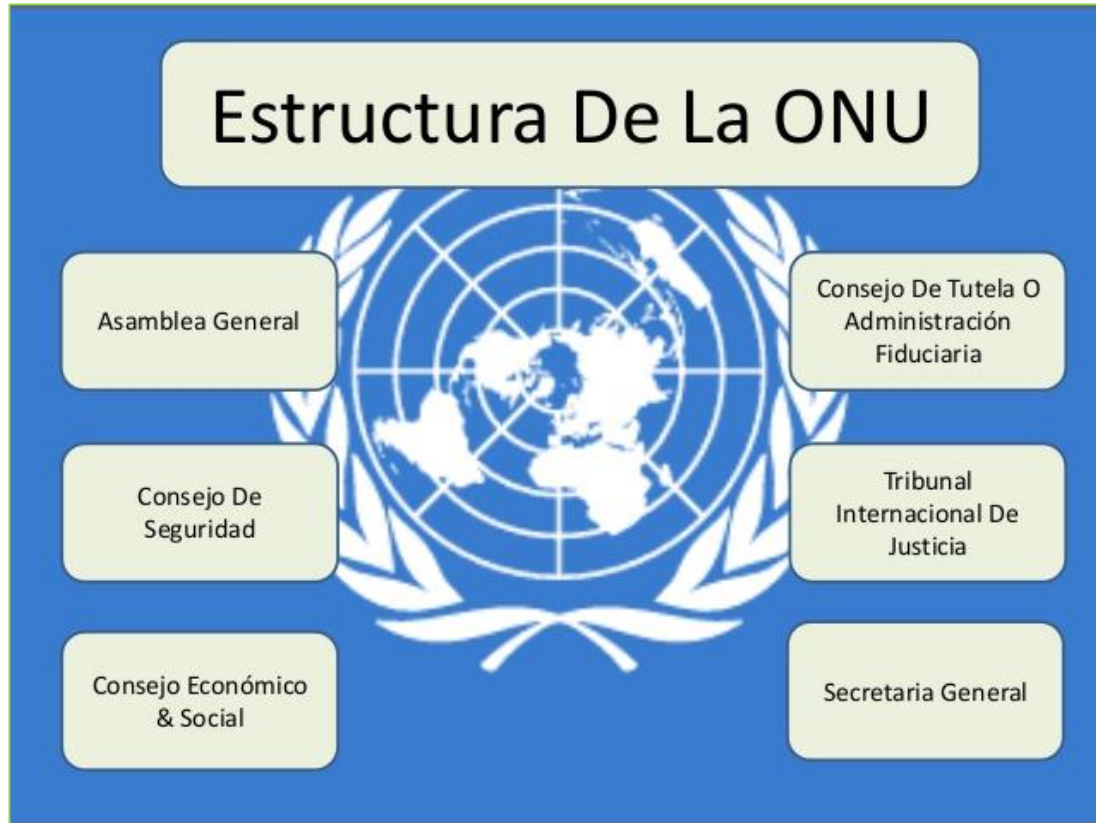 Estructura De La ONU
Asamblea General
Consejo De
Seguridad
Consejo Económico
& Social
Consejo De Tutela O
Administración
Fiduciaria
Tribunal
Internacional De
Justicia
Secretaria General